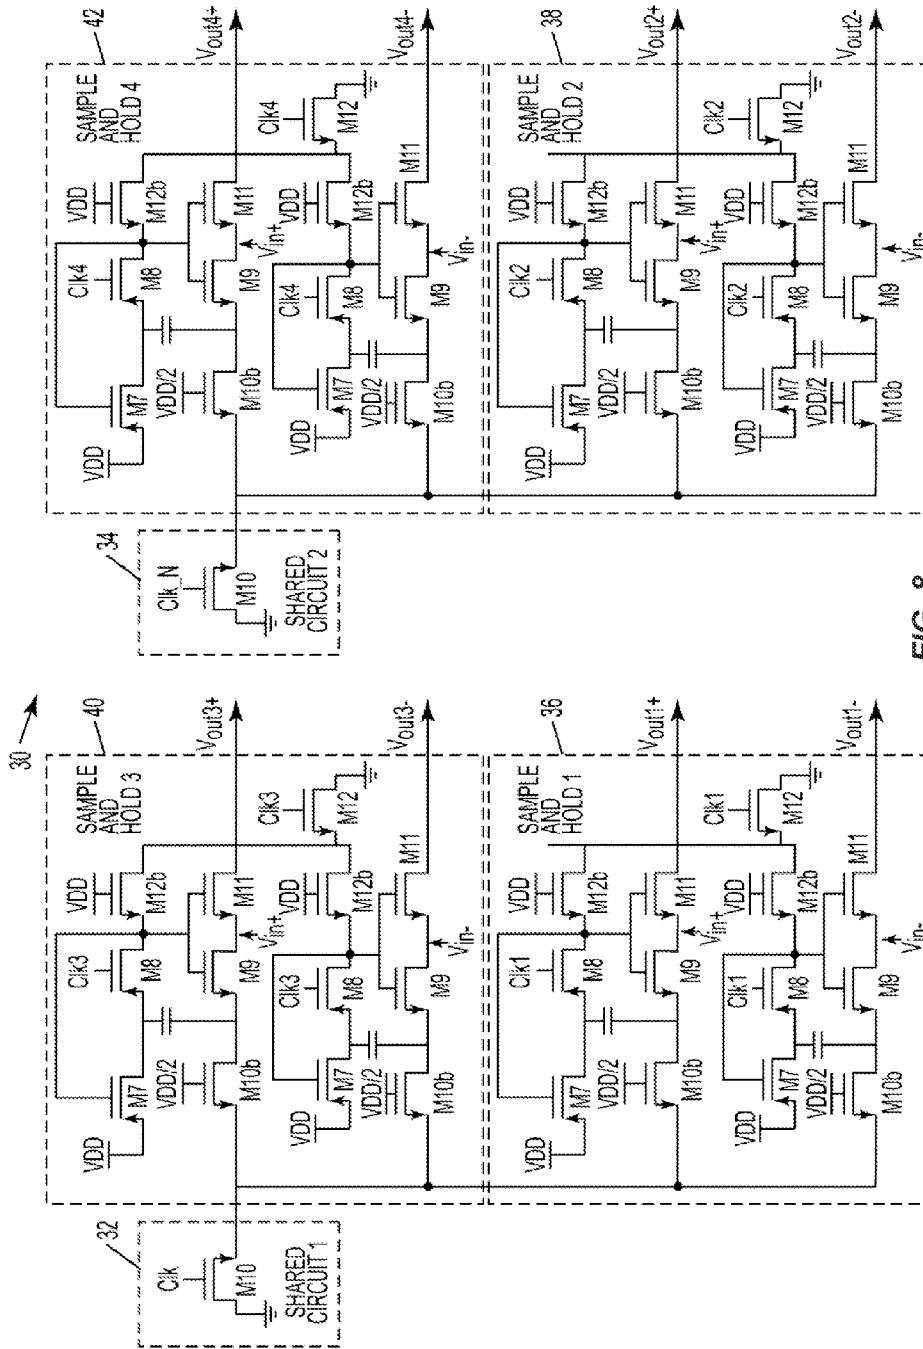 30
40
SAMPLE
AND
HOLD 3
VDD
Clk3
M7
M8
M12b
VDD/2
M10b
M9
M11
Vin+
Vout3+
Clk3
M12
VDD
VDD
Clk3
M7
M8
M12b
VDD/2
M10b
M9
M11
Vin-
Vout3-
32
Clk
M10
SHARED
CIRCUIT 1
36
SAMPLE
AND
HOLD 1
VDD
Clk1
M7
M8
M12b
VDD/2
M10b
M9
M11
Vin+
Vout1+
Clk1
M12
VDD
VDD
Clk1
M7
M8
M12b
VDD/2
M10b
M9
M11
Vin-
Vout1-
42
SAMPLE
AND
HOLD 4
VDD
Clk4
M7
M8
M12b
VDD
VDD/2
M10b
M9
M11
Vin+
Vout4+
Clk4
M12
VDD
VDD
Clk4
M7
M8
M12b
VDD/2
M10b
M9
M11
Vin-
Vout4-
34
Clk_N
M10
SHARED
CIRCUIT 2
38
SAMPLE
AND
HOLD 2
VDD
Clk2
M7
M8
M12b
VDD
VDD/2
M10b
M9
M11
Vin+
Vout2+
Clk2
M12
VDD
VDD
Clk2
M7
M8
M12b
VDD/2
M10b
M9
M11
Vin-
Vout2-